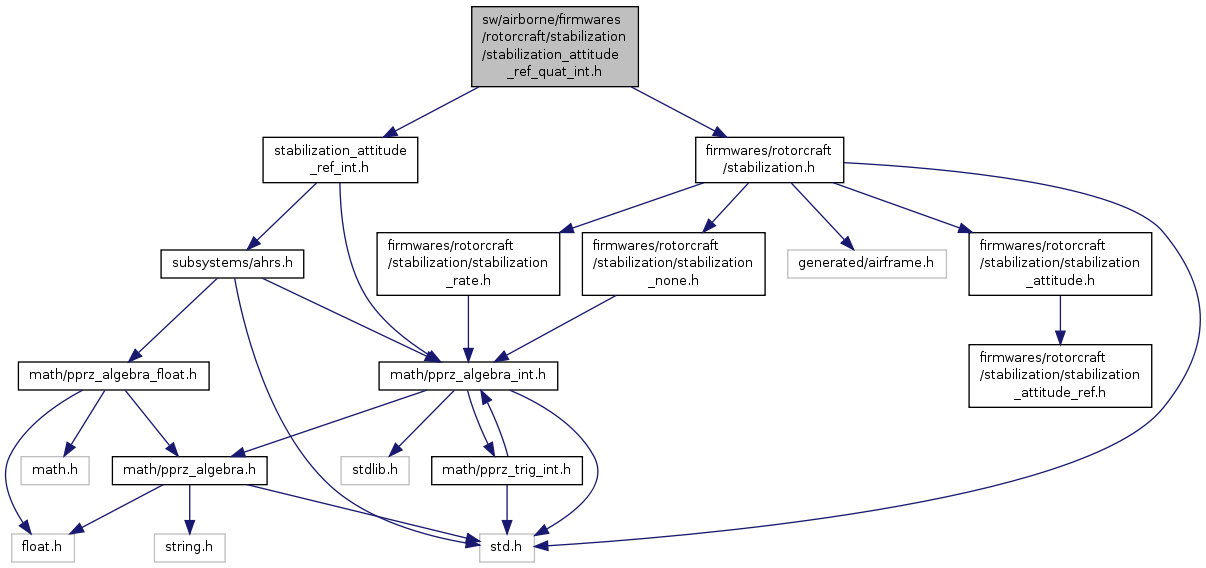 sw/airborne/firmwares
/rotorcraft/stabilization
/stabilization_attitude
_ref_quat_int.h
stabilization_attitude
_ref_int.h
firmwares/rotorcraft
/stabilization.h
subsystems/ahrs.h
firmwares/rotorcraft
/stabilization/stabilization
_rate.h
firmwares/rotorcraft
/stabilization/stabilization
_none.h
generated/airframe.h
firmwares/rotorcraft
/stabilization/stabilization
_attitude.h
math/pprz_algebra_float.h
math/pprz_algebra_int.h
firmwares/rotorcraft
/stabilization/stabilization
_attitude_ref.h
math.h
math/pprz_algebra.h
stdlib.h
math/pprz_trig_int.h
float.h
string.h
std.h